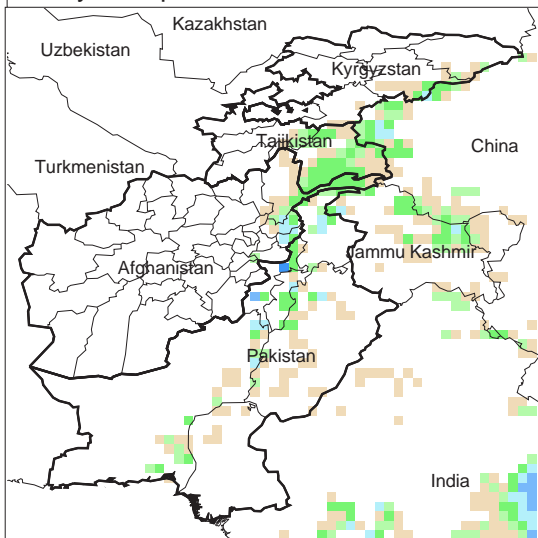 Kazakhstan
Uzbekistan
Kyrgyzstan
Tajikistan
China
Turkmenistan
Jammu Kashmir
Afghanistan
Pakistan
India